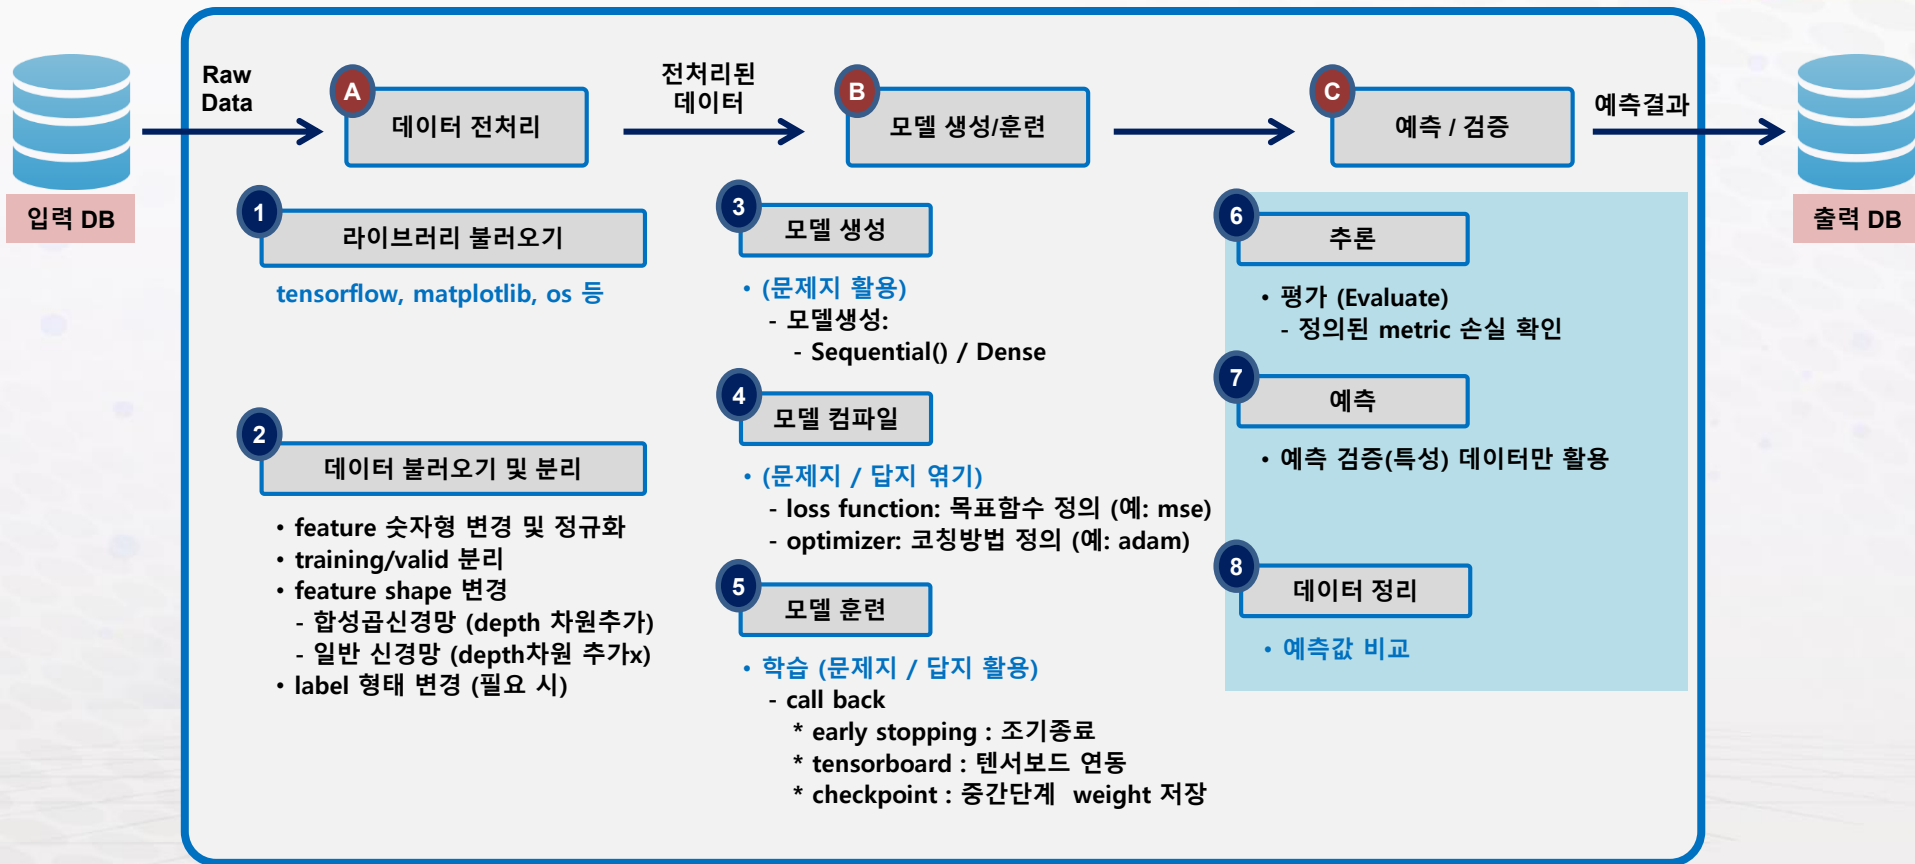 입력 DB
Raw
Data
A
데이터 전처리
전처리된
데이터
B
모델 생성/훈련
C
예측 / 검증
예측결과
출력 DB
1
라이브러리 불러오기
tensorflow, matplotlib, os 등
2
데이터 불러오기 및 분리
• feature 숫자형 변경 및 정규화
• training/valid 분리
• feature shape 변경
- 합성곱신경망 (depth 차원추가)
- 일반 신경망 (depth차원 추가x)
• label 형태 변경 (필요 시)
3
모델 생성
• (문제지 활용)
- 모델생성:
- Sequential() / Dense
4
모델 컴파일
• (문제지 / 답지 엮기)
- loss function: 목표함수 정의 (예: mse)
- optimizer: 코칭방법 정의 (예: adam)
5
모델 훈련
• 학습 (문제지 / 답지 활용)
- call back
* early stopping : 조기종료
* tensorboard : 텐서보드 연동
* checkpoint : 중간단계 weight 저장
6
추론
• 평가 (Evaluate)
- 정의된 metric 손실 확인
7
예측
• 예측 검증(특성) 데이터만 활용
8
데이터 정리
• 예측값 비교